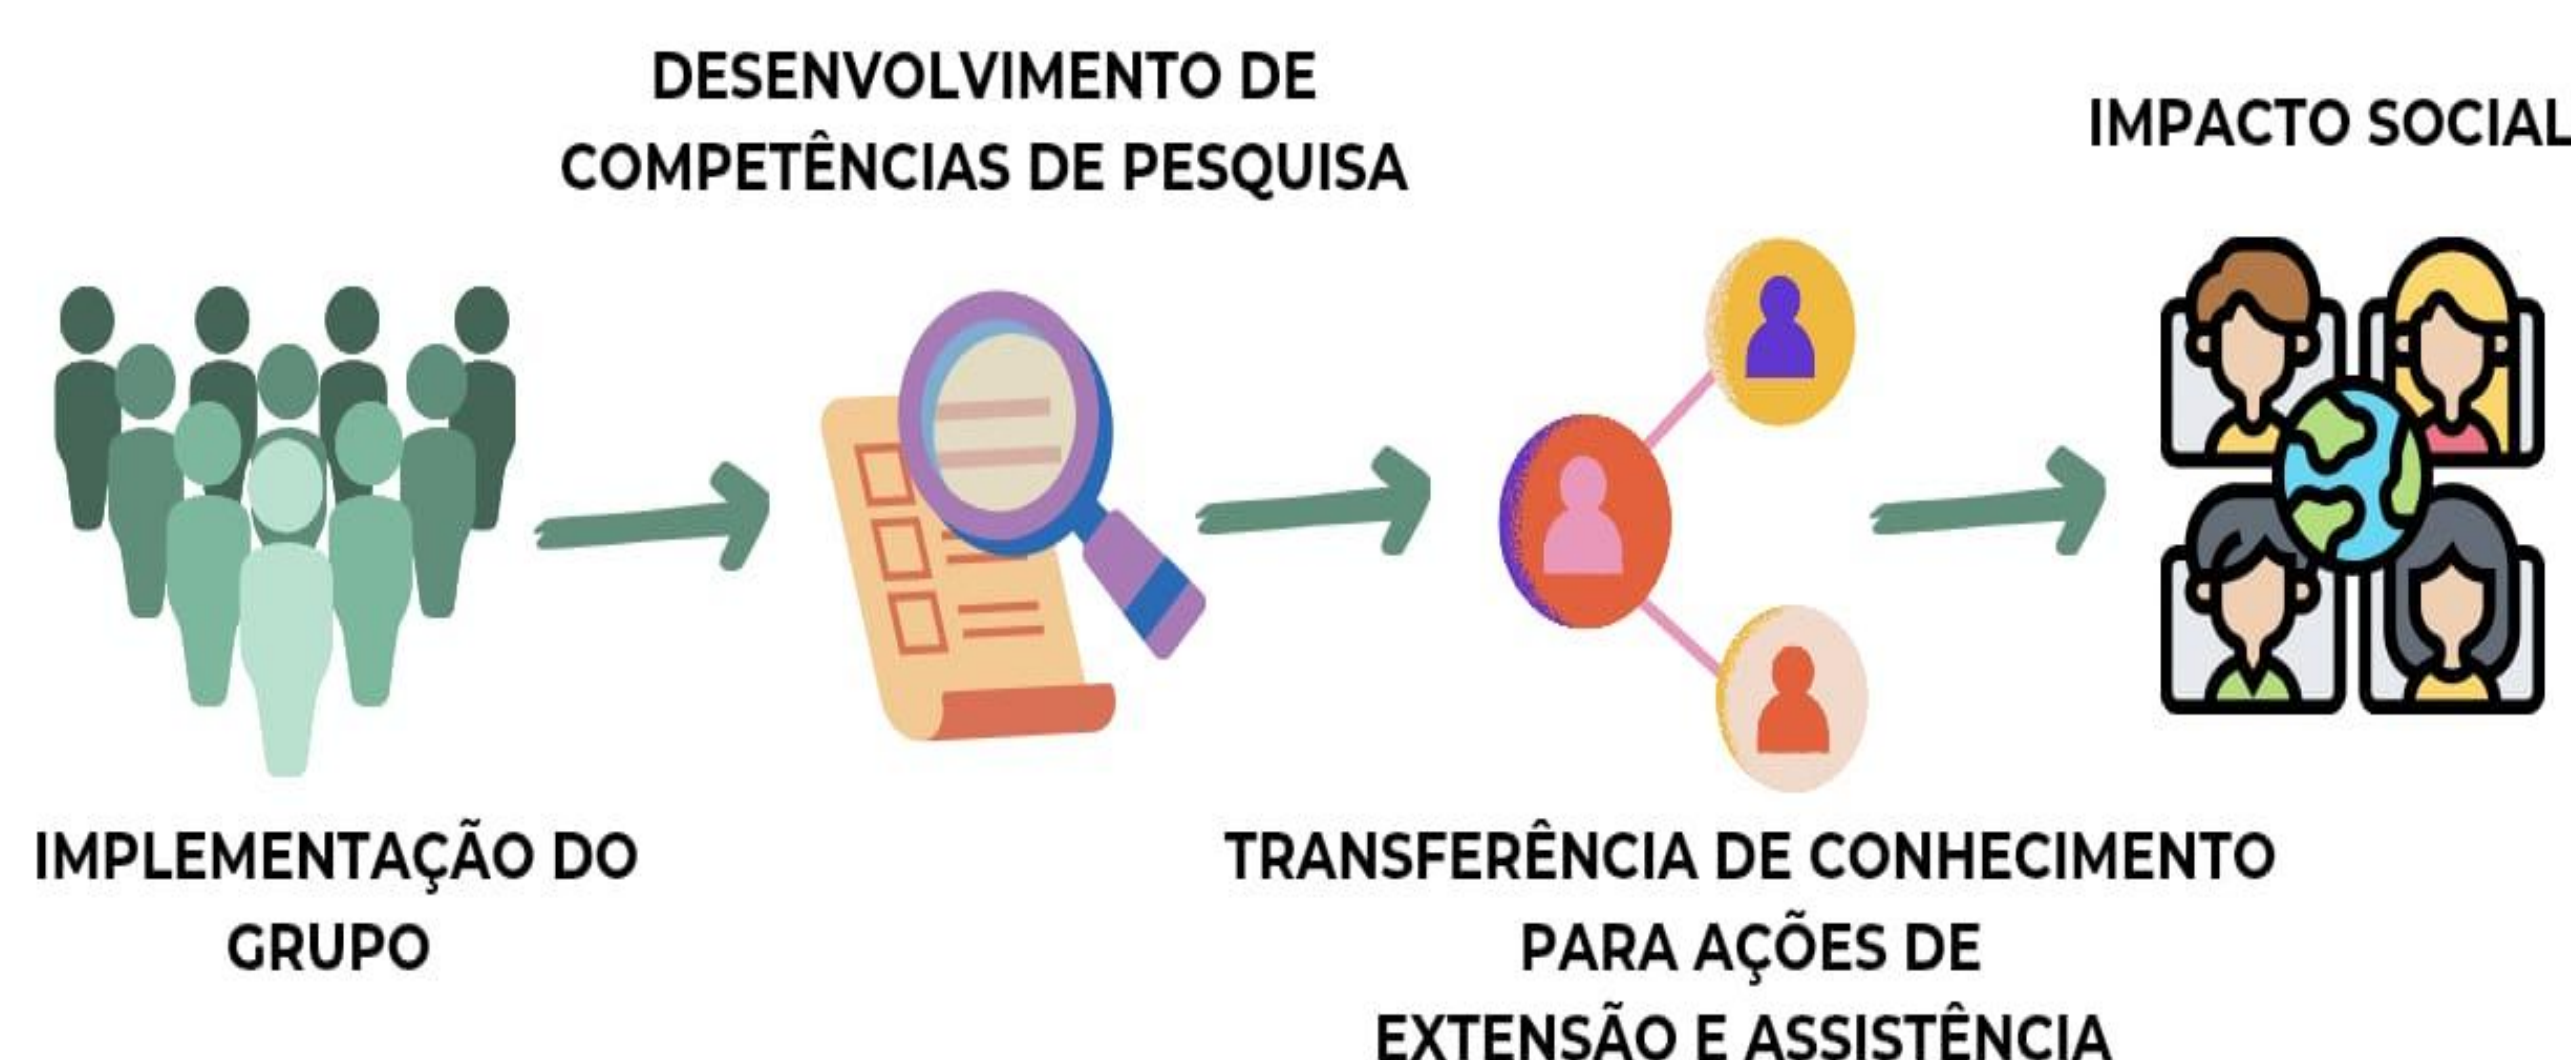 DESENVOLVIMENTO DE
COMPETÊNCIAS DE PESQUISA
IMPACTO SOCIAL
IMPLEMENTAÇÃO DO
GRUPO
TRANSFERÊNCIA DE CONHECIMENTO
PARA AÇÕES DE
EXTENSÃO E ASSISTÊNCIA